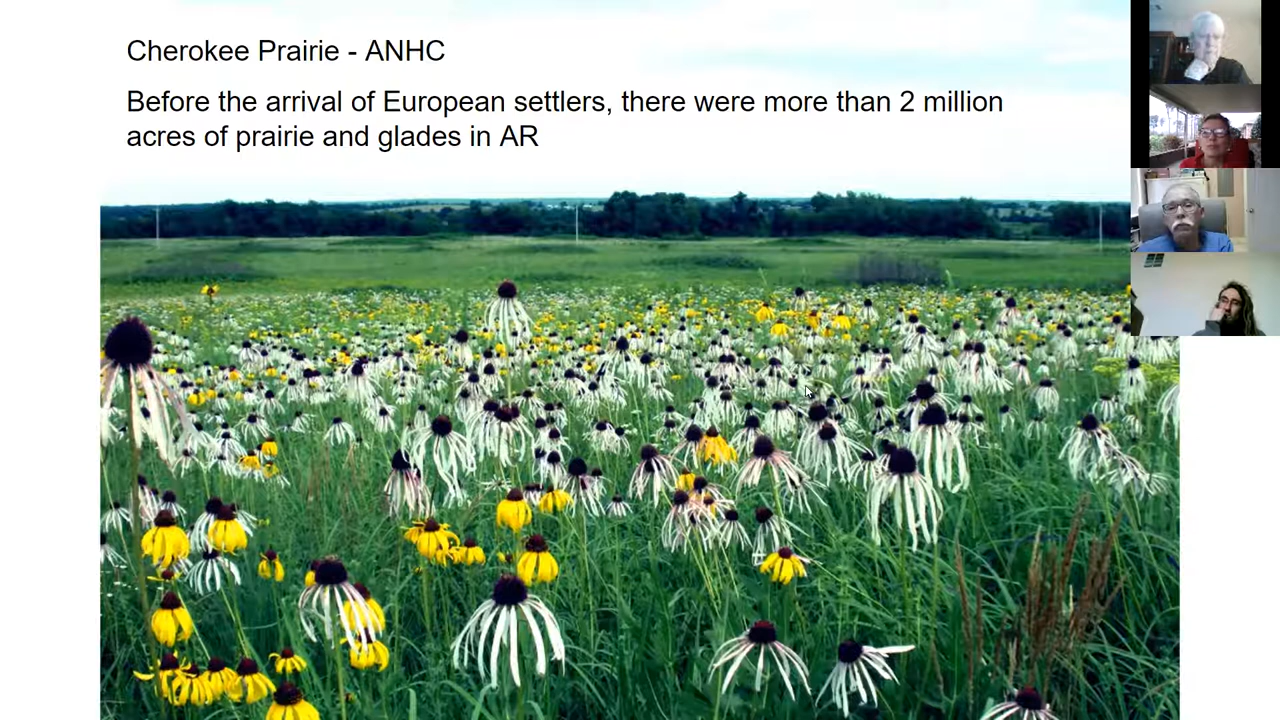 Cherokee Prairie - ANHC
Before the arrival of European settlers, there were more than 2 million
acres of prairie and glades in AR